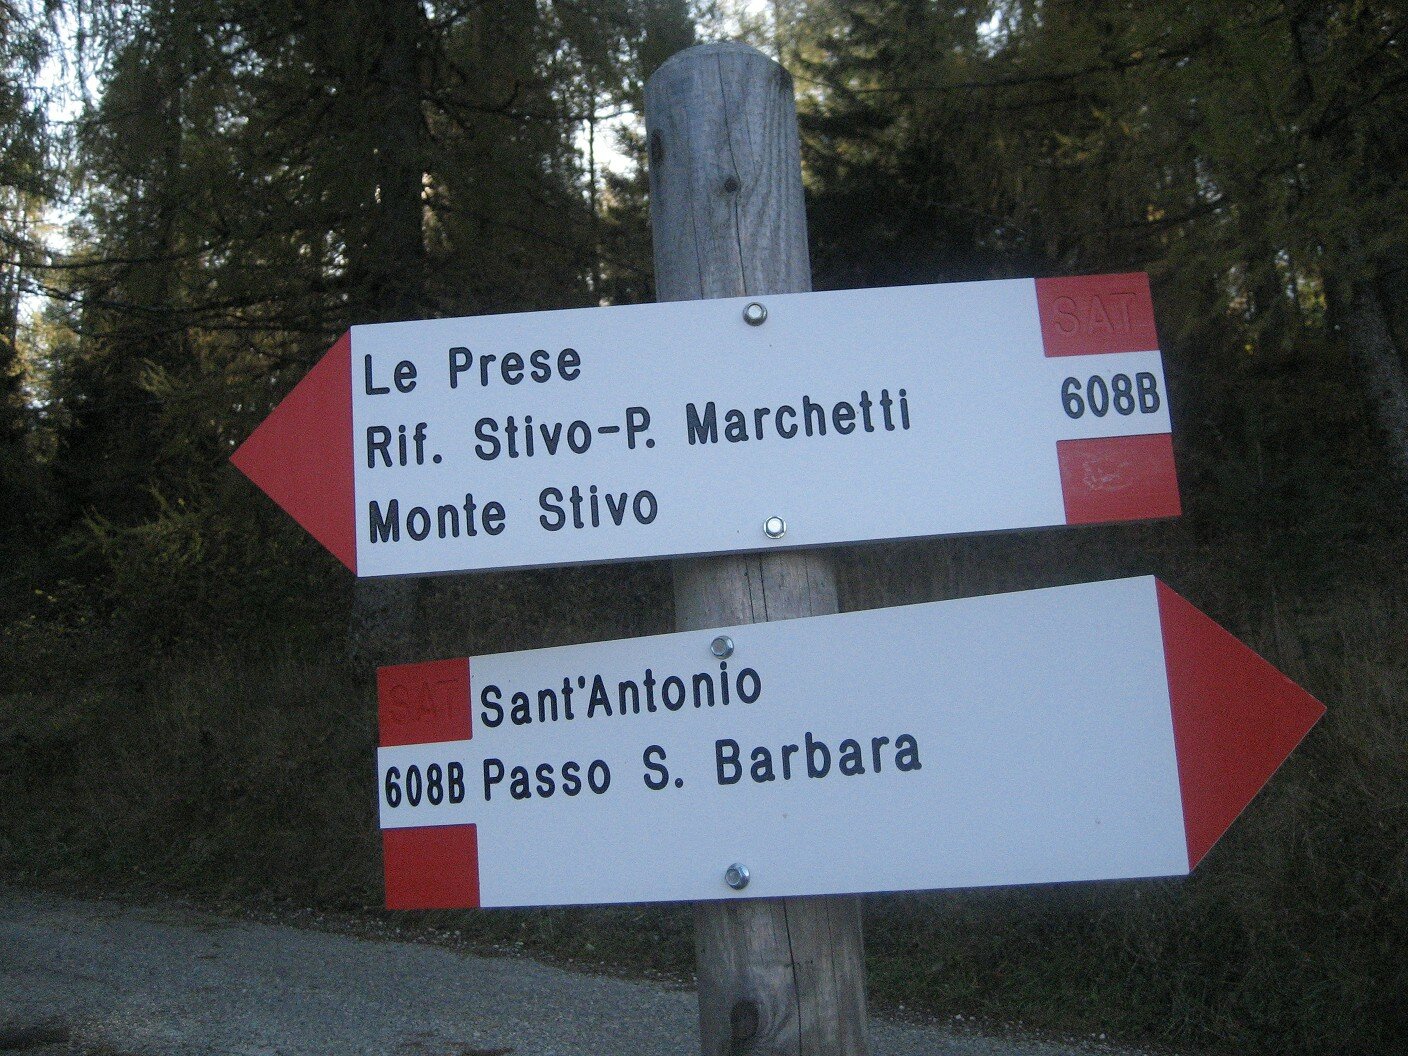 SAT
Le Prese
Rif. Stivo-P. Marchetti
608B
Monte Stivo
SAT
Sant'Antonio
608B Passo S. Barbara